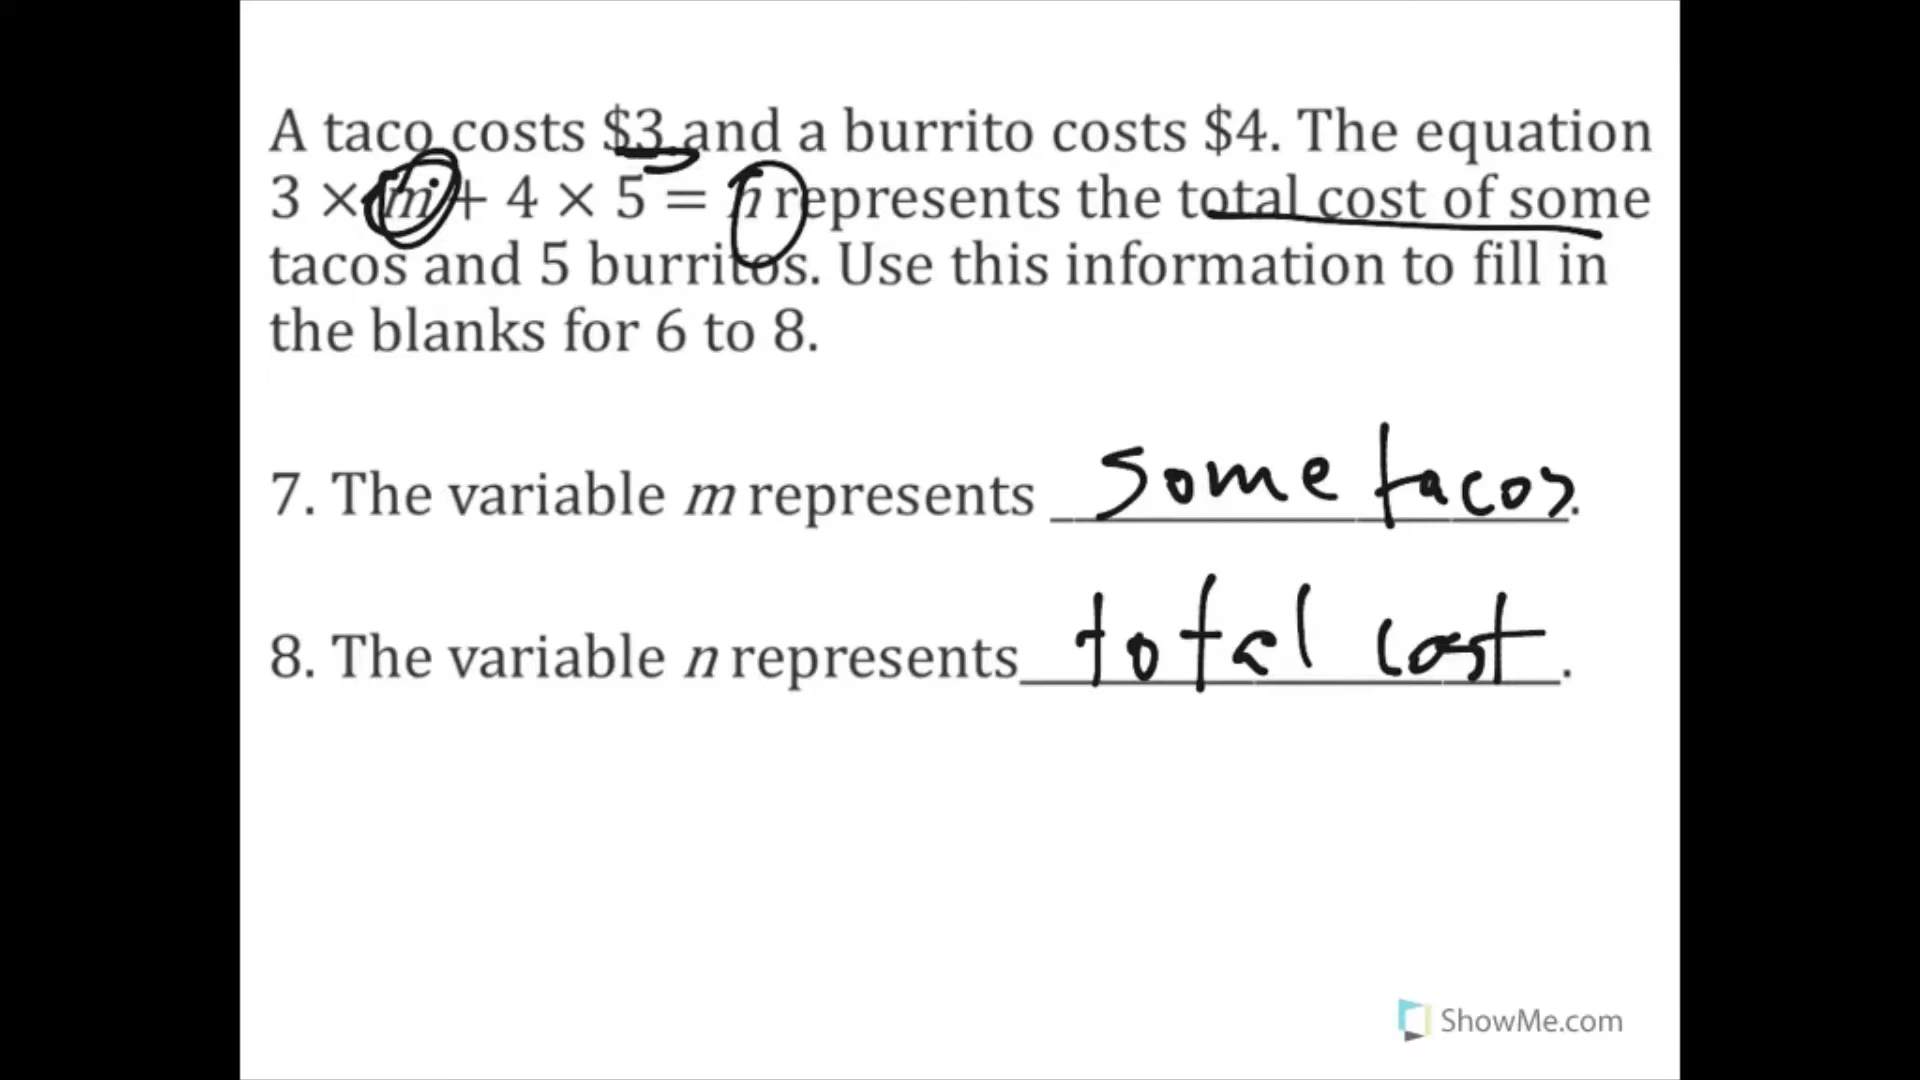 A taco costs $3 and a burrito costs $4. The equation
3 × m + 4 × 5 = n represents the total cost of some
tacos and 5 burritos. Use this information to fill in
the blanks for 6 to 8.
7. The variable m represents some tacos.
8. The variable n represents total cost.
ShowMe.com